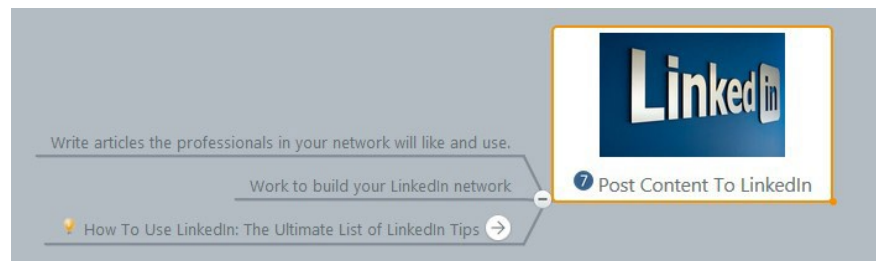 Linked in
7 Post Content To LinkedIn
Write articles the professionals in your network will like and use.
Work to build your LinkedIn network
How To Use LinkedIn: The Ultimate List of LinkedIn Tips